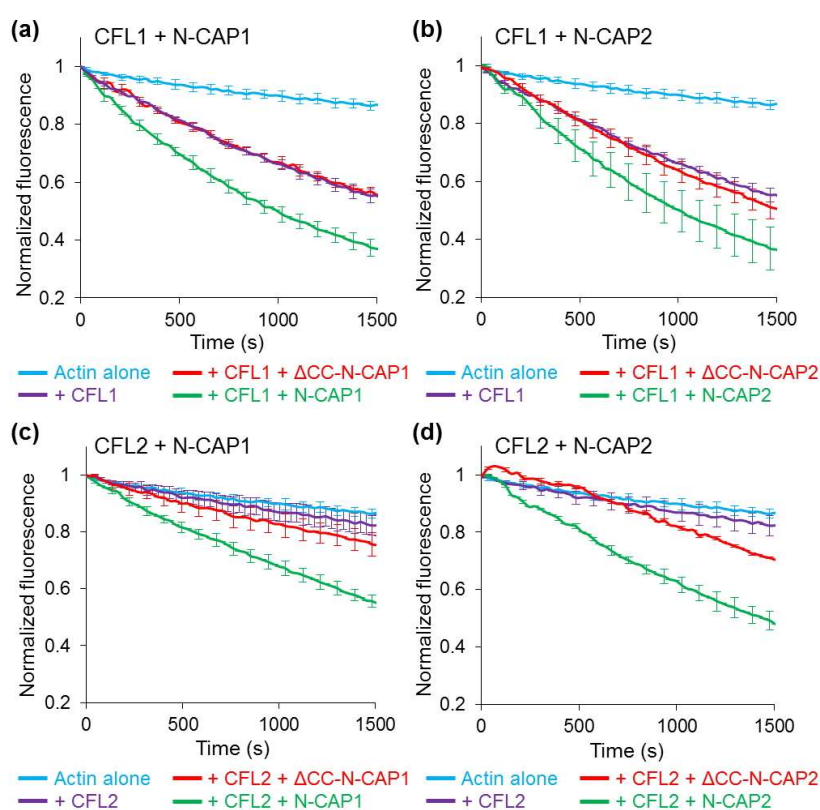 (a) CFL1 + N-CAP1
Normalized fluorescence
1
0.8
0.6
0.4
0.2
0 500 1000 1500
Time (s)
Actin alone + CFL1 + ΔCC-N-CAP1
+ CFL1 + CFL1 + N-CAP1
(b) CFL1 + N-CAP2
Normalized fluorescence
1
0.8
0.6
0.4
0.2
0 500 1000 1500
Time (s)
Actin alone + CFL1 + ΔCC-N-CAP2
+ CFL1 + CFL1 + N-CAP2
(c) CFL2 + N-CAP1
Normalized fluorescence
1
0.8
0.6
0.4
0.2
0 500 1000 1500
Time (s)
Actin alone + CFL2 + ΔCC-N-CAP1
+ CFL2 + CFL2 + N-CAP1
(d) CFL2 + N-CAP2
Normalized fluorescence
1
0.8
0.6
0.4
0.2
0 500 1000 1500
Time (s)
Actin alone + CFL2 + ΔCC-N-CAP2
+ CFL2 + CFL2 + N-CAP2